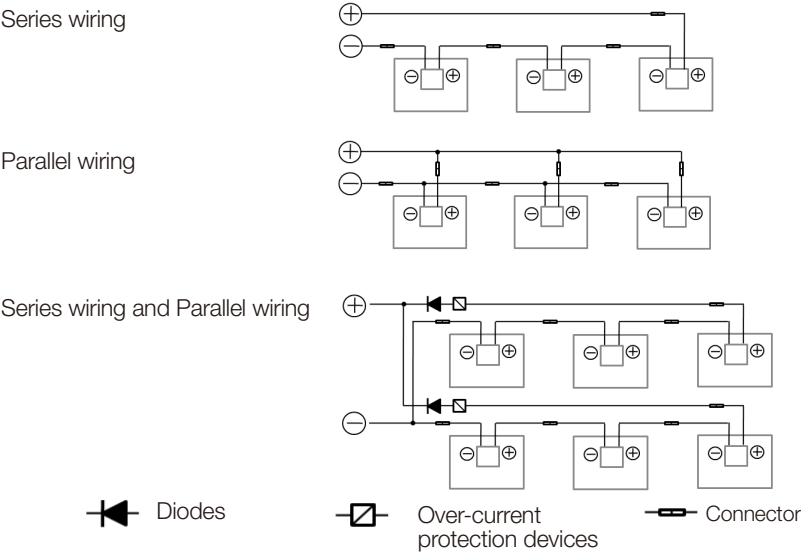 Series wiring
Parallel wiring
Series wiring and Parallel wiring
Diodes
Over-current
protection devices
Connector